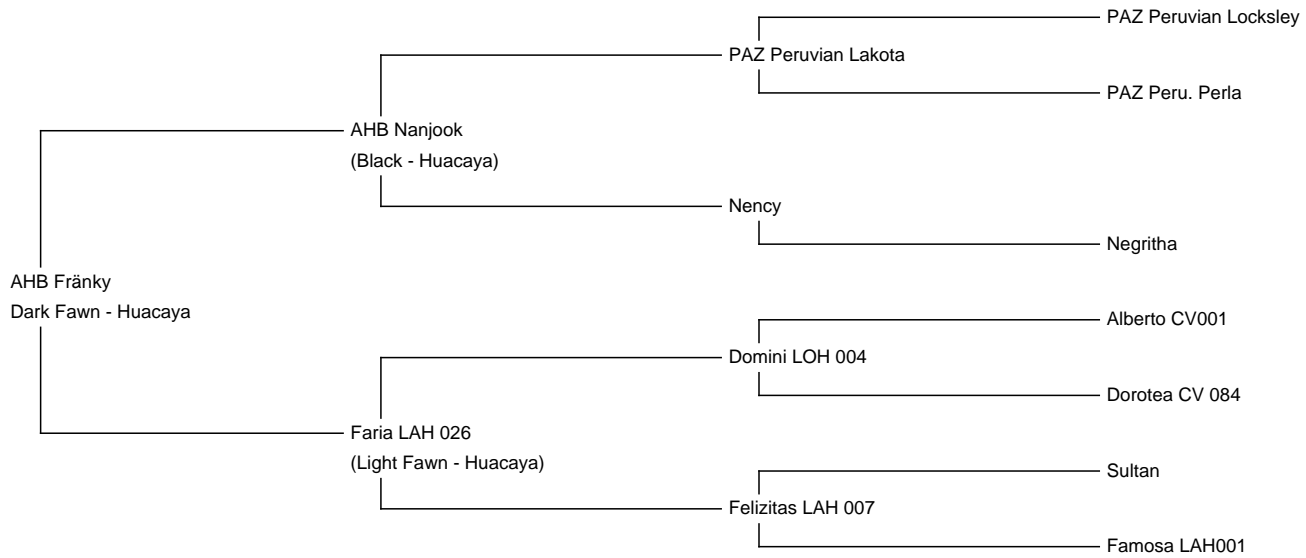 PAZ Peruvian Locksley
PAZ Peruvian Lakota
PAZ Peru. Perla
AHB Nanjook
(Black - Huacaya)
Nency
Negritha
AHB Fränky
Dark Fawn - Huacaya
Alberto CV001
Domini LOH 004
Dorotea CV 084
Faria LAH 026
(Light Fawn - Huacaya)
Sultan
Felizitas LAH 007
Famosa LAH001